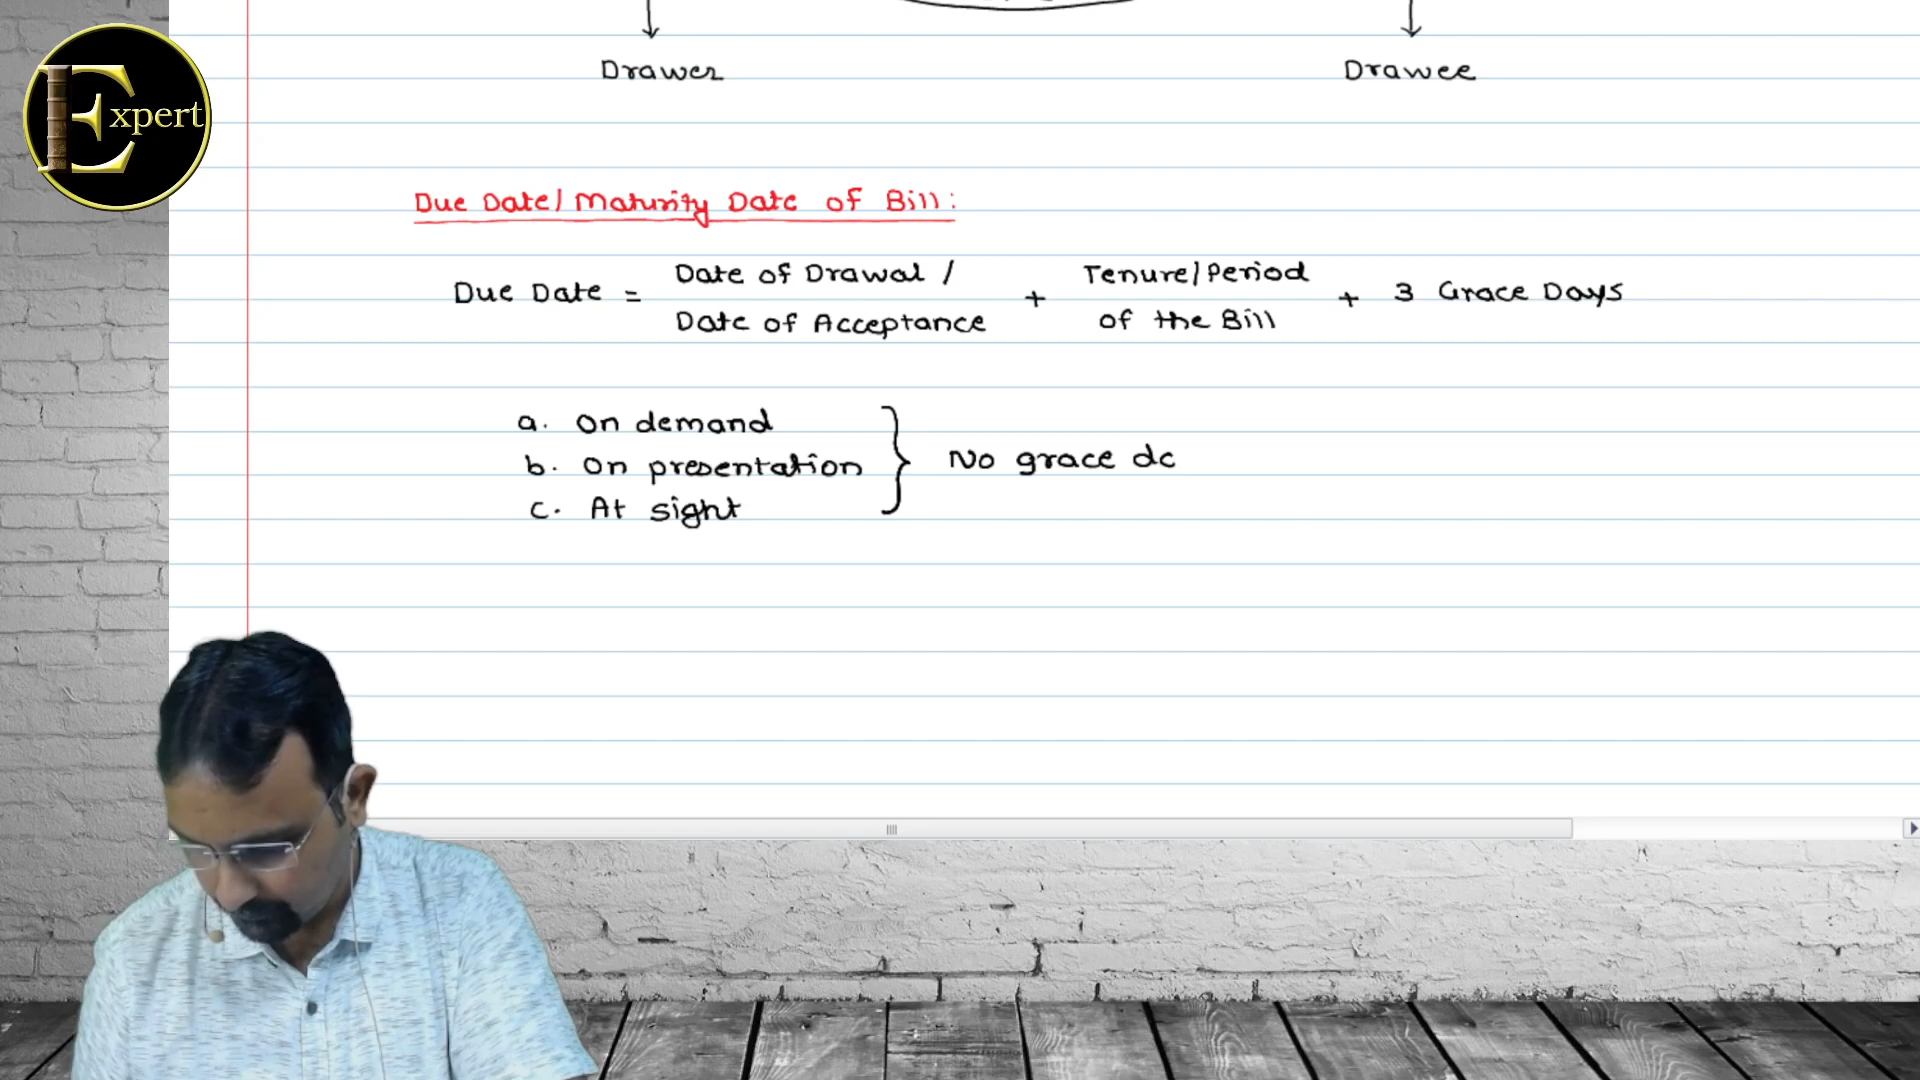 Expert
Drawer Drawee
Due Date/Maturity Date of Bill:
Due Date = Date of Drawal / Date of Acceptance + Tenure/Period of the Bill + 3 Grace Days
a. On demand
b. On presentation
c. At sight
No grace da